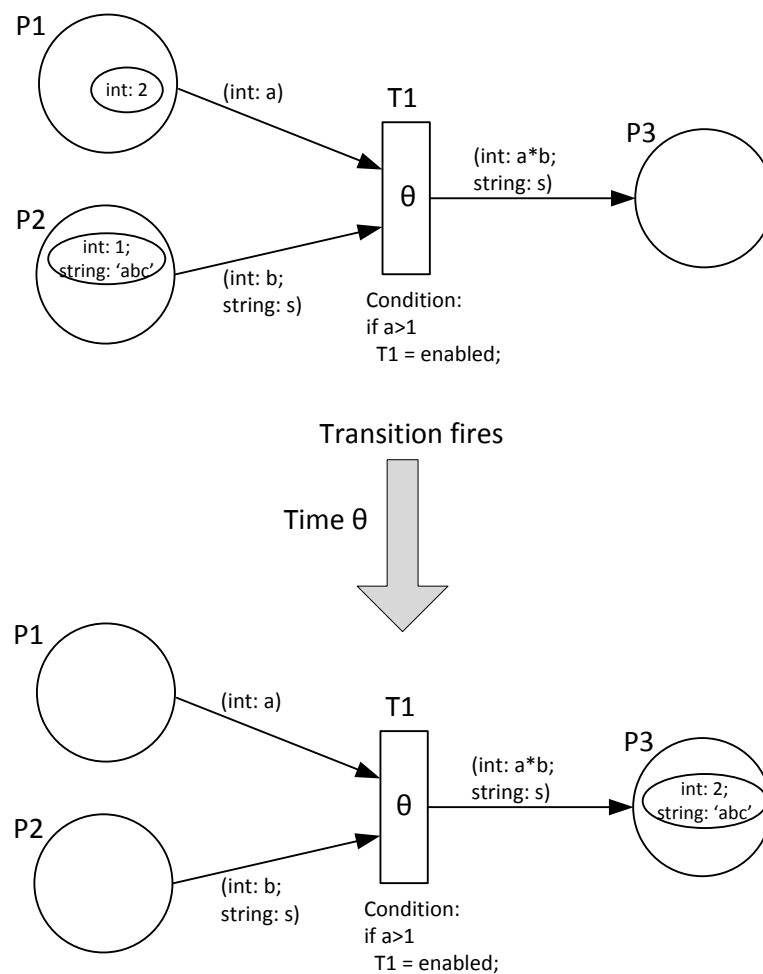 P1
int: 2
(int: a)
T1
P2
int: 1;
string: ‘abc’
(int: b;
string: s)
θ
(int: a*b;
string: s)
P3
Condition:
if a>1
T1 = enabled;
Transition fires
Time θ
P1
(int: a)
T1
P2
(int: b;
string: s)
θ
(int: a*b;
string: s)
P3
int: 2;
string: ‘abc’
Condition:
if a>1
T1 = enabled;